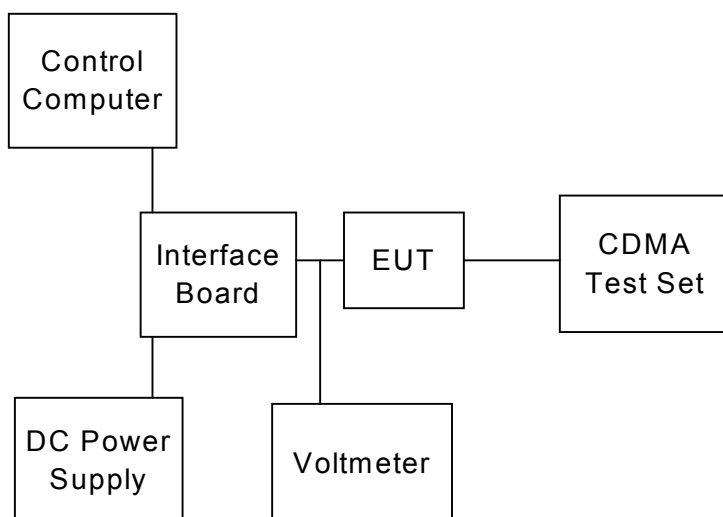 Control
Computer
Interface
Board
EUT
CDMA
Test Set
DC Power
Supply
Voltmeter